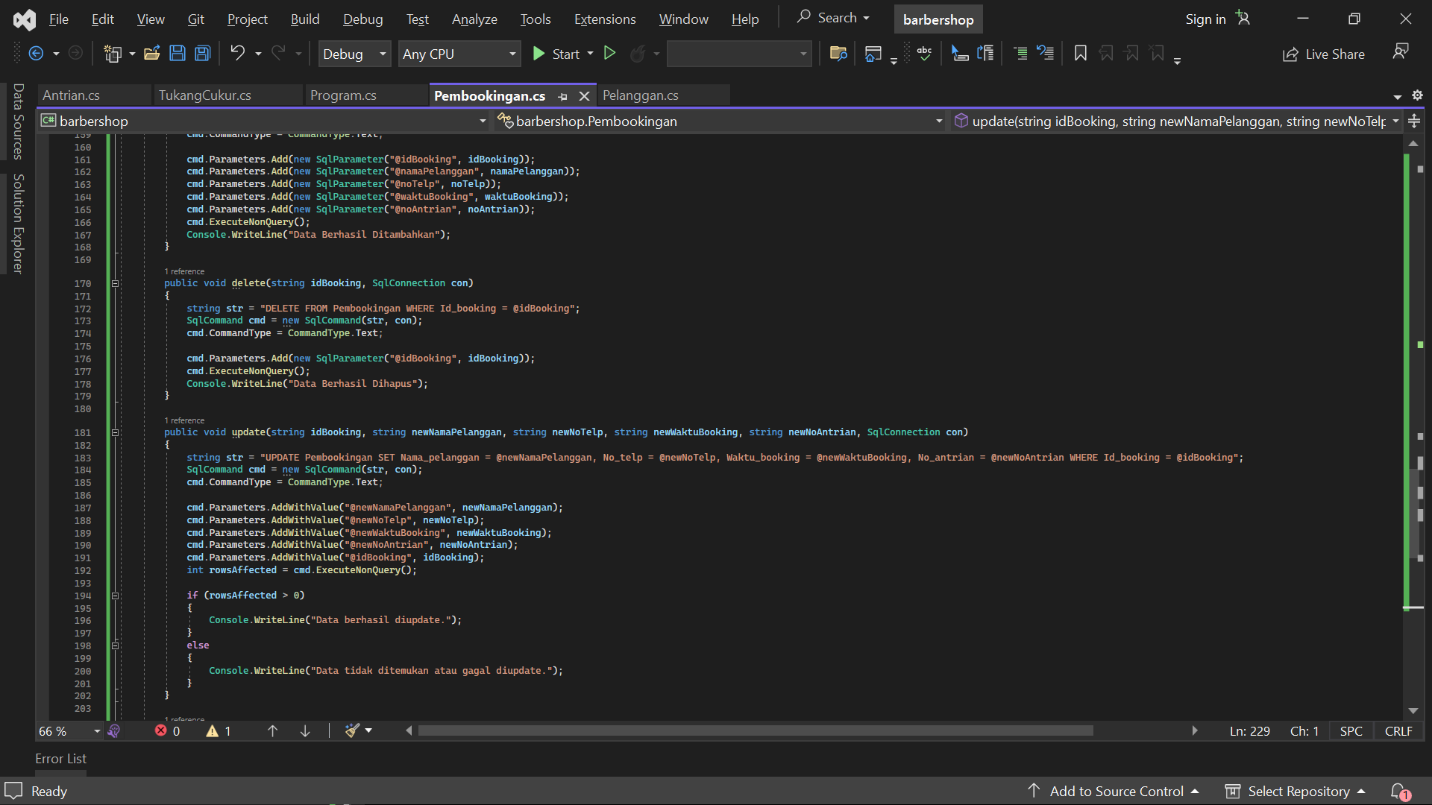 File Edit View Git Project Build Debug Test Analyze Tools Extensions Window Help Search barbershop Sign in
Debug Any CPU Start Live Share
Data Sources
Solution Explorer
Antrian.cs TukangCukur.cs Program.cs Pembookingan.cs Pelanggan.cs
C# barbershop barbershop.Pembookingan update(string idBooking, string newNamaPelanggan, string newNoTelp
159 cmd.CommandType = CommandType.Text;
160
161 cmd.Parameters.Add(new SqlParameter("@idBooking", idBooking));
162 cmd.Parameters.Add(new SqlParameter("@namaPelanggan", namaPelanggan));
163 cmd.Parameters.Add(new SqlParameter("@noTelp", noTelp));
164 cmd.Parameters.Add(new SqlParameter("@waktuBooking", waktuBooking));
165 cmd.Parameters.Add(new SqlParameter("@noAntrian", noAntrian));
166 cmd.ExecuteNonQuery();
167 Console.WriteLine("Data Berhasil Ditambahkan");
168 }
169
1 reference
170 public void delete(string idBooking, SqlConnection con)
171 {
172 string str = "DELETE FROM Pembookingan WHERE Id_booking = @idBooking";
173 SqlCommand cmd = new SqlCommand(str, con);
174 cmd.CommandType = CommandType.Text;
175
176 cmd.Parameters.Add(new SqlParameter("@idBooking", idBooking));
177 cmd.ExecuteNonQuery();
178 Console.WriteLine("Data Berhasil Dihapus");
179 }
180
1 reference
181 public void update(string idBooking, string newNamaPelanggan, string newNoTelp, string newWaktuBooking, string newNoAntrian, SqlConnection con)
182 {
183 string str = "UPDATE Pembookingan SET Nama_pelanggan = @newNamaPelanggan, No_telp = @newNoTelp, Waktu_booking = @newWaktuBooking, No_antrian = @newNoAntrian WHERE Id_booking = @idBooking";
184 SqlCommand cmd = new SqlCommand(str, con);
185 cmd.CommandType = CommandType.Text;
186
187 cmd.Parameters.AddWithValue("@newNamaPelanggan", newNamaPelanggan);
188 cmd.Parameters.AddWithValue("@newNoTelp", newNoTelp);
189 cmd.Parameters.AddWithValue("@newWaktuBooking", newWaktuBooking);
190 cmd.Parameters.AddWithValue("@newNoAntrian", newNoAntrian);
191 cmd.Parameters.AddWithValue("@idBooking", idBooking);
192 int rowsAffected = cmd.ExecuteNonQuery();
193
194 if (rowsAffected > 0)
195 {
196 Console.WriteLine("Data berhasil diupdate.");
197 }
198 else
199 {
200 Console.WriteLine("Data tidak ditemukan atau gagal diupdate.");
201 }
202 }
203
1 reference
66 % 0 1 Ln: 229 Ch: 1 SPC CRLF
Error List
Ready Add to Source Control Select Repository 1